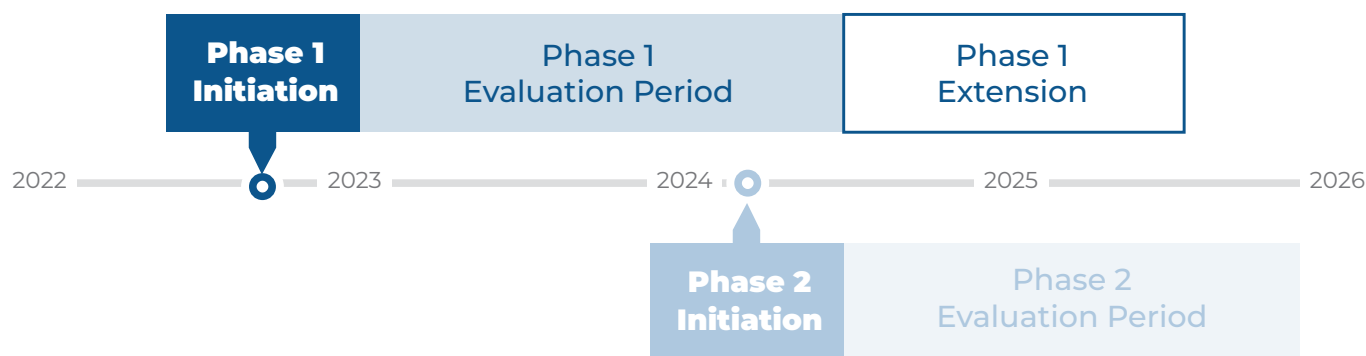 Phase 1
Initiation
Phase 1
Evaluation Period
Phase 1
Extension
2022
2023
2024
2025
2026
Phase 2
Initiation
Phase 2
Evaluation Period